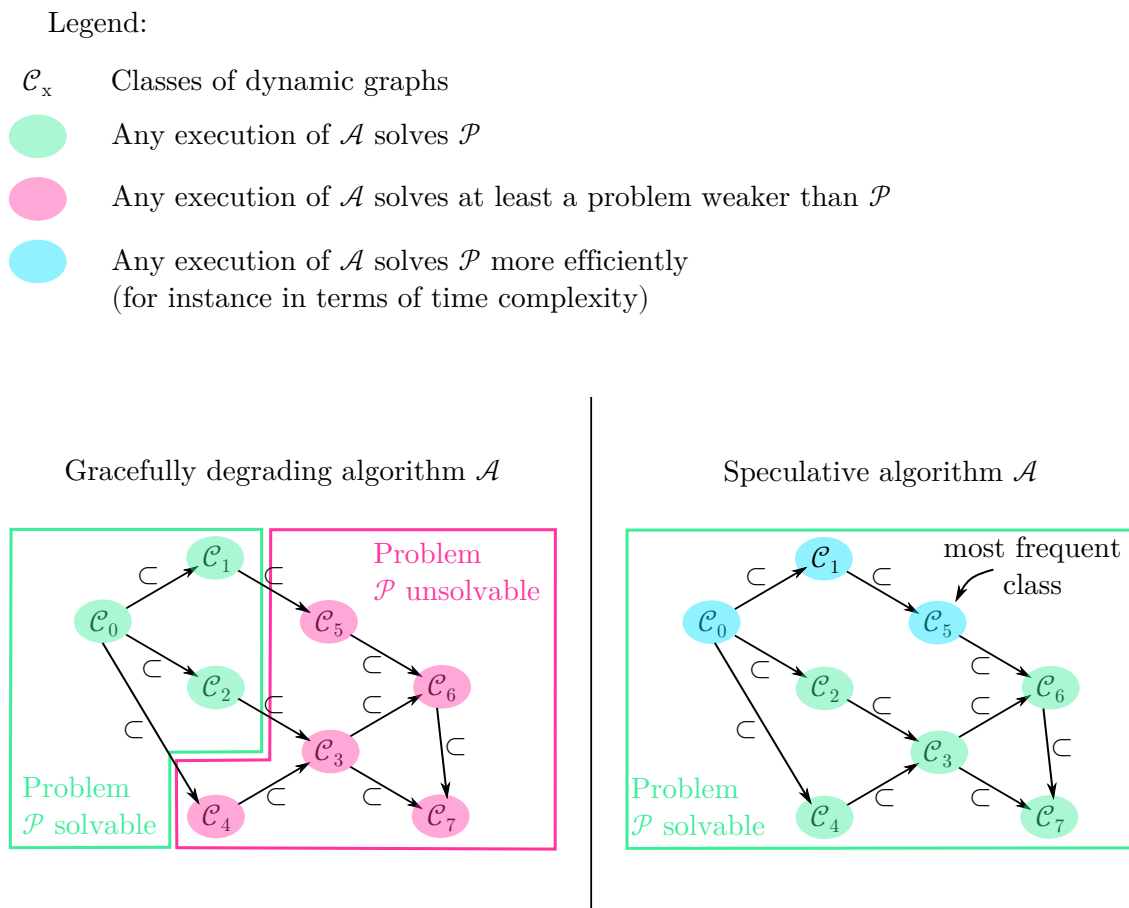 Legend:
𝒞ₓ Classes of dynamic graphs
Any execution of 𝒜 solves 𝒫
Any execution of 𝒜 solves at least a problem weaker than 𝒫
Any execution of 𝒜 solves 𝒫 more efficiently
(for instance in terms of time complexity)
Gracefully degrading algorithm 𝒜
Problem
𝒫 unsolvable
𝒞₁
⊂ ⊂
𝒞₀ 𝒞₅
⊂ ⊂
𝒞₂ 𝒞₆
⊂ ⊂ ⊂
⊂
𝒞₃
⊂ ⊂
Problem
𝒫 solvable
𝒞₄ 𝒞₇
Speculative algorithm 𝒜
most frequent
class
𝒞₁
⊂ ⊂
𝒞₀ 𝒞₅
⊂ ⊂
𝒞₂ 𝒞₆
⊂ ⊂ ⊂
⊂
𝒞₃
⊂ ⊂
Problem
𝒫 solvable
𝒞₄ 𝒞₇